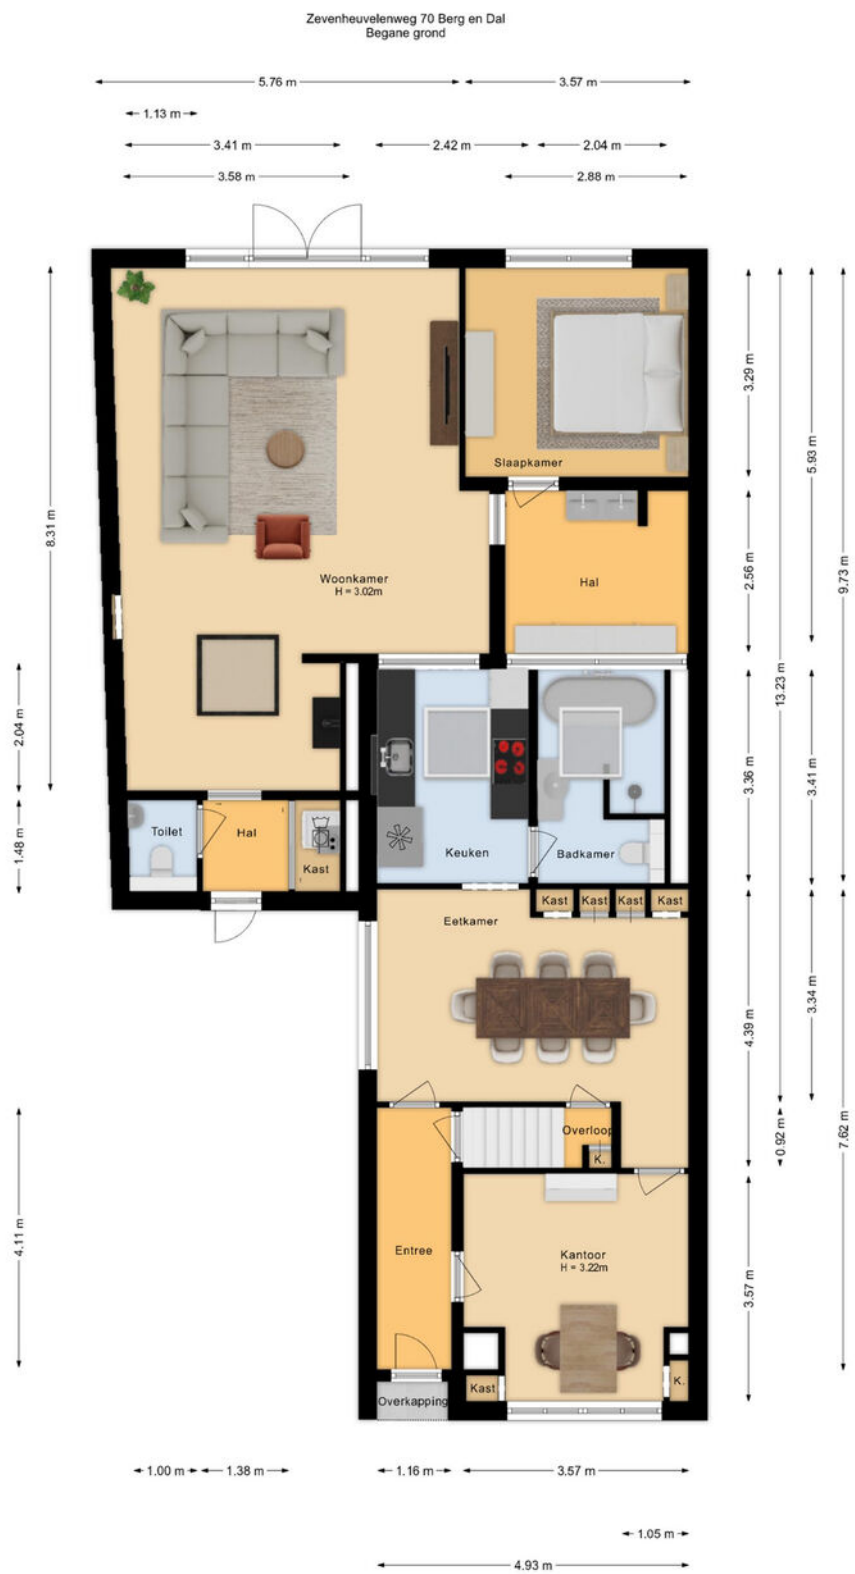 Zevenheuvelenweg 70 Berg en Dal
Begane grond
5.76 m
3.57 m
1.13 m
3.41 m
2.42 m
2.04 m
3.58 m
2.88 m
8.31 m
3.29 m
5.93 m
9.73 m
13.23 m
2.56 m
Slaapkamer
Woonkamer
H = 3.02m
Hal
2.04 m
3.36 m
3.41 m
1.48 m
Toilet
Hal
Kast
Keuken
Badkamer
Eetkamer
Kast
Kast
Kast
Kast
4.39 m
3.34 m
7.62 m
0.92 m
Overloop
K.
4.11 m
Entree
Kantoor
H = 3.22m
3.57 m
Kast
K.
Overkapping
1.00 m
1.38 m
1.16 m
3.57 m
1.05 m
4.93 m